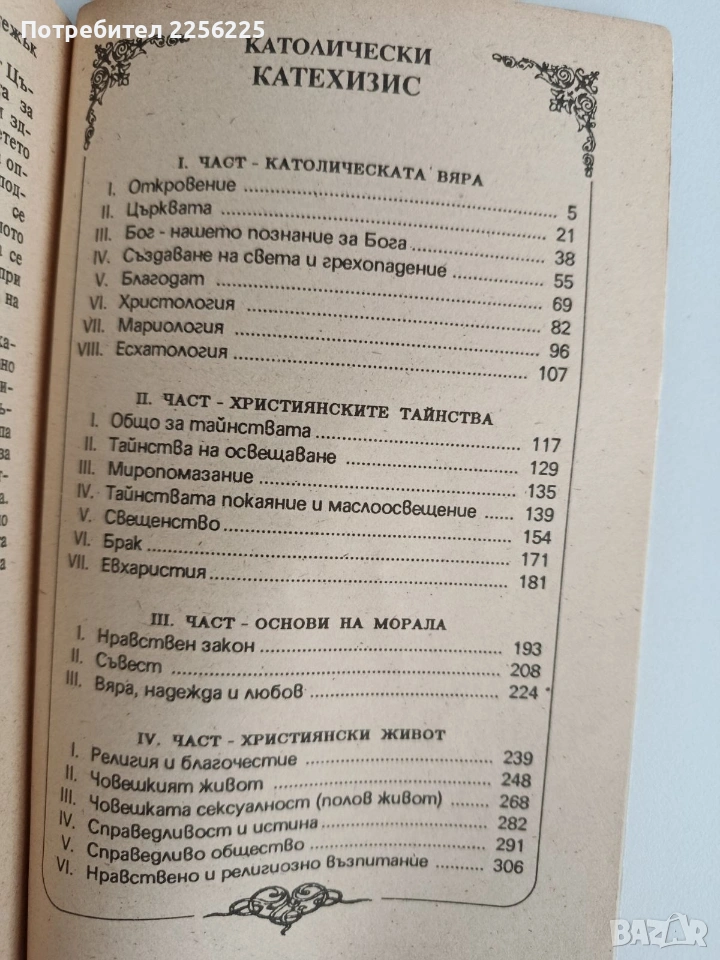 Потребител 2256225
КАТОЛИЧЕСКИ
КАТЕХИЗИС
I. ЧАСТ - КАТОЛИЧЕСКАТА ВЯРА
I. Откровение 5
II. Църквата 21
III. Бог - нашето познание за Бога 38
IV. Създаване на света и грехопадение 55
V. Благодат 69
VI. Христология 82
VII. Мариология 96
VIII. Есхатология 107
II. ЧАСТ - ХРИСТИЯНСКИТЕ ТАЙНСТВА
I. Общо за тайнствата 117
II. Тайнства на освещаване 129
III. Миропомазание 135
IV. Тайнствата покаяние и маслоосвещение 139
V. Свещенство 154
VI. Брак 171
VII. Евхаристия 181
III. ЧАСТ - ОСНОВИ НА МОРАЛА
I. Нравствен закон 193
II. Съвест 208
III. Вяра, надежда и любов 224
IV. ЧАСТ - ХРИСТИЯНСКИ ЖИВОТ
I. Религия и благочестие 239
II. Човешкият живот 248
III. Човешката сексуалност (полов живот) 268
IV. Справедливост и истина 282
V. Справедливо общество 291
VI. Нравствено и религиозно възпитание 306
BAZAR